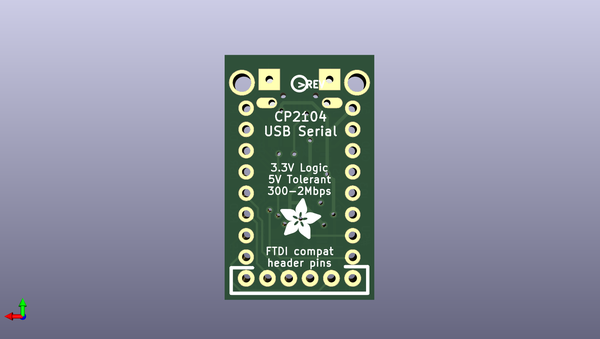 CP2104
USB Serial
3.3V Logic
5V Tolerant
300-2Mbps
FTDI compat
header pins